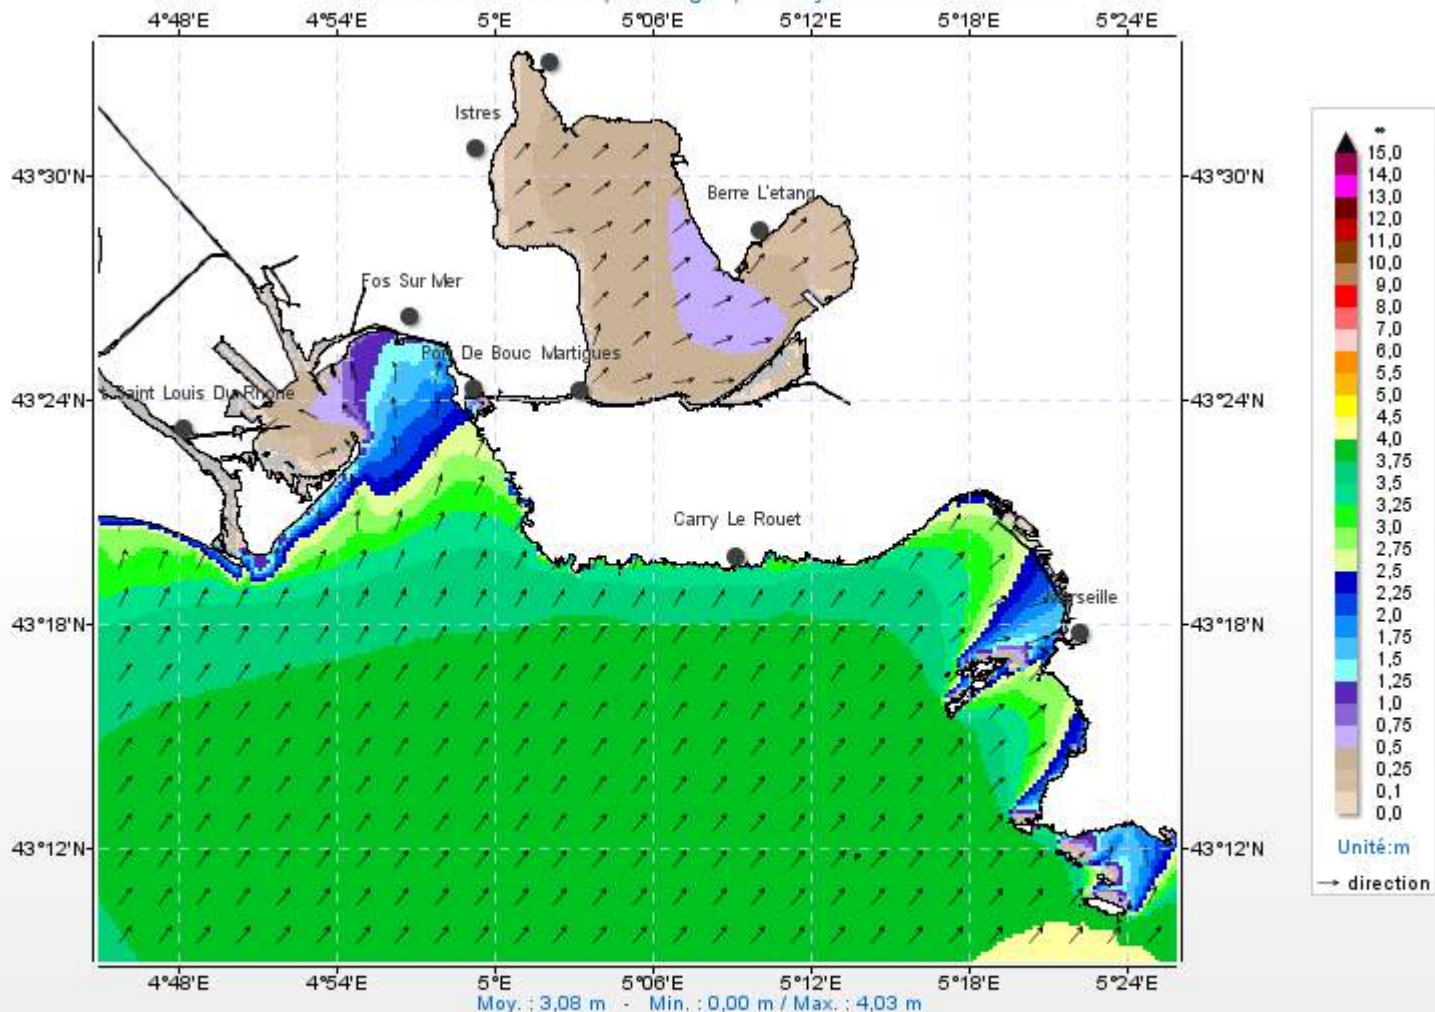 4°48'E 4°54'E 5°E 5°06'E 5°12'E 5°18'E 5°24'E
Istres
43°30'N 43°30'N
Berre L'etang
Fos Sur Mer
De Bouc Martigues
Saint Louis Du Rhone
43°24'N 43°24'N
Carry Le Rouet
43°18'N 43°18'N
43°12'N 43°12'N
4°48'E 4°54'E 5°E 5°06'E 5°12'E 5°18'E 5°24'E
Moy. : 3,08 m - Min. : 0,00 m / Max. : 4,03 m
∞
15,0
14,0
13,0
12,0
11,0
10,0
9,0
8,0
7,0
6,0
5,5
5,0
4,5
4,0
3,75
3,5
3,25
3,0
2,75
2,5
2,25
2,0
1,75
1,5
1,25
1,0
0,75
0,5
0,25
0,1
0,0
Unité:m
direction